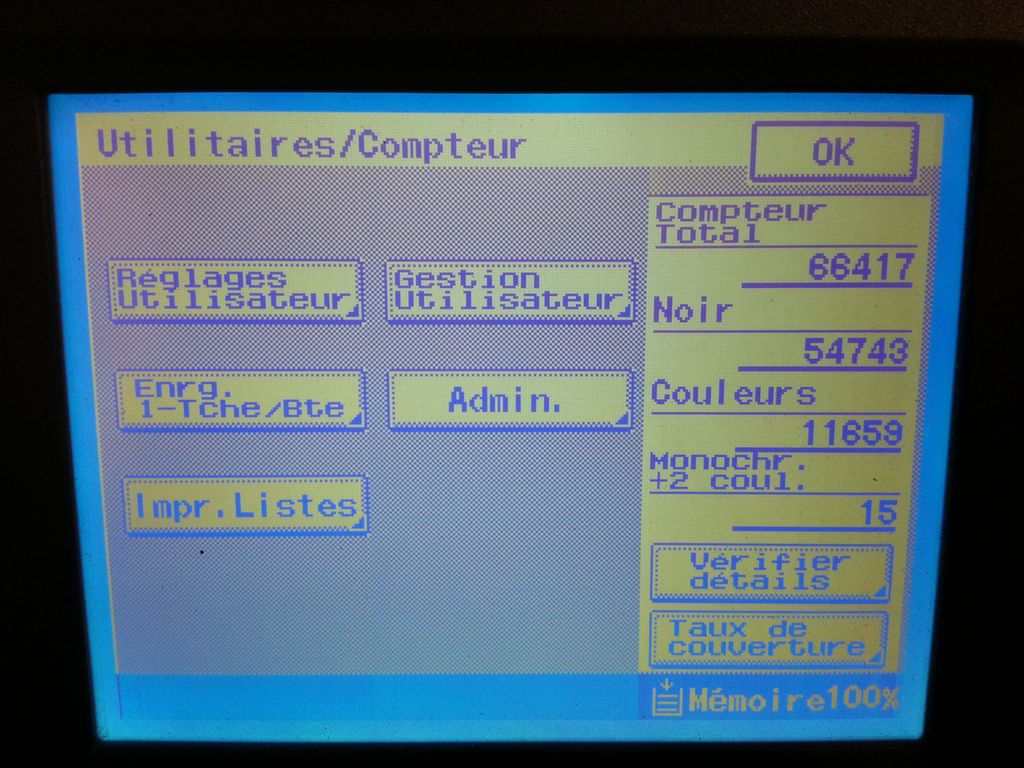 Utilitaires/Compteur
OK
Compteur
Total
66417
Réglages
Utilisateur
Gestion
Utilisateur
Noir
54743
Enrg.
1-Tche/Bte
Admin.
Couleurs
11659
Monochr.
+2 coul.
15
Impr.Listes
Vérifier
détails
Taux de
couverture
Mémoire100%